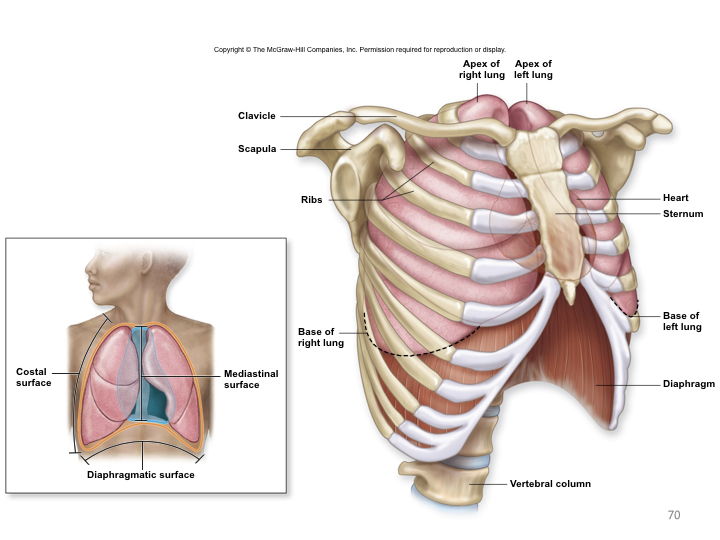 Copyright © The McGraw-Hill Companies, Inc. Permission required for reproduction or display.
Apex of
right lung
Apex of
left lung
Clavicle
Scapula
Ribs
Heart
Sternum
Base of
right lung
Base of
left lung
Costal
surface
Mediastinal
surface
Diaphragm
Diaphragmatic surface
Vertebral column
70